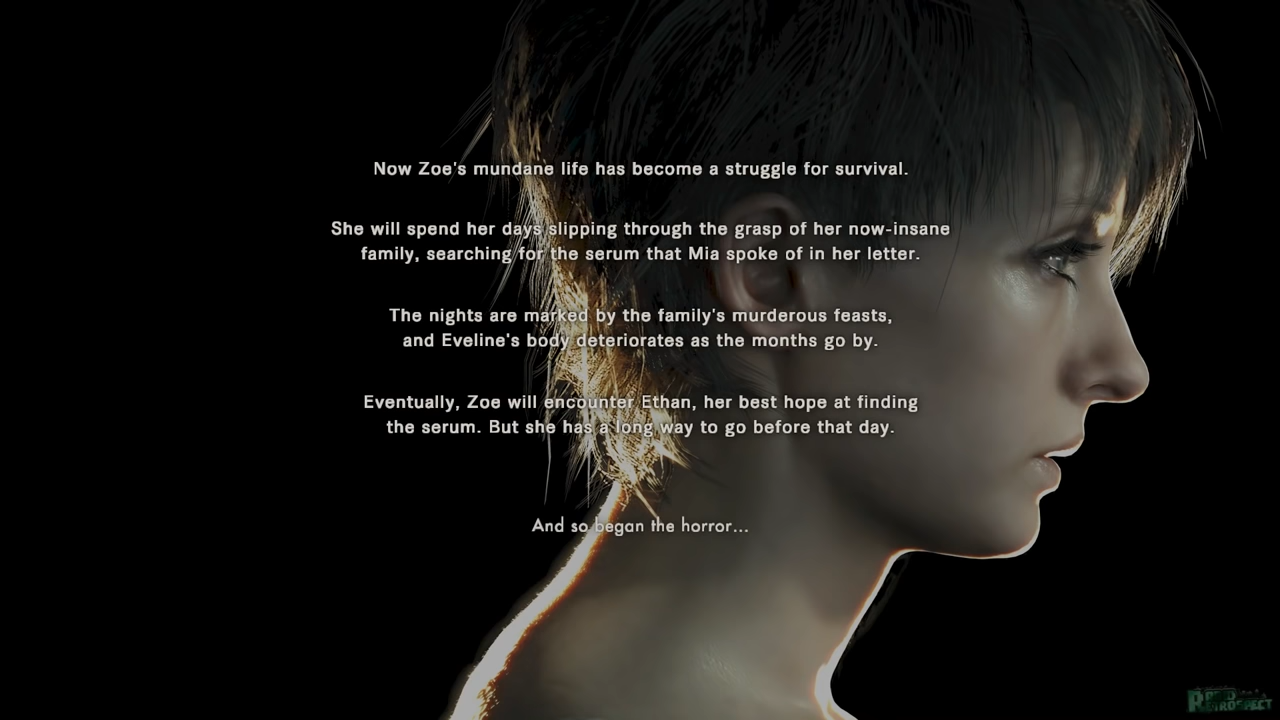 Now Zoe's mundane life has become a struggle for survival.
She will spend her days slipping through the grasp of her now-insane
family, searching for the serum that Mia spoke of in her letter.
The nights are marked by the family's murderous feasts,
and Eveline's body deteriorates as the months go by.
Eventually, Zoe will encounter Ethan, her best hope at finding
the serum. But she has a long way to go before that day.
And so began the horror...